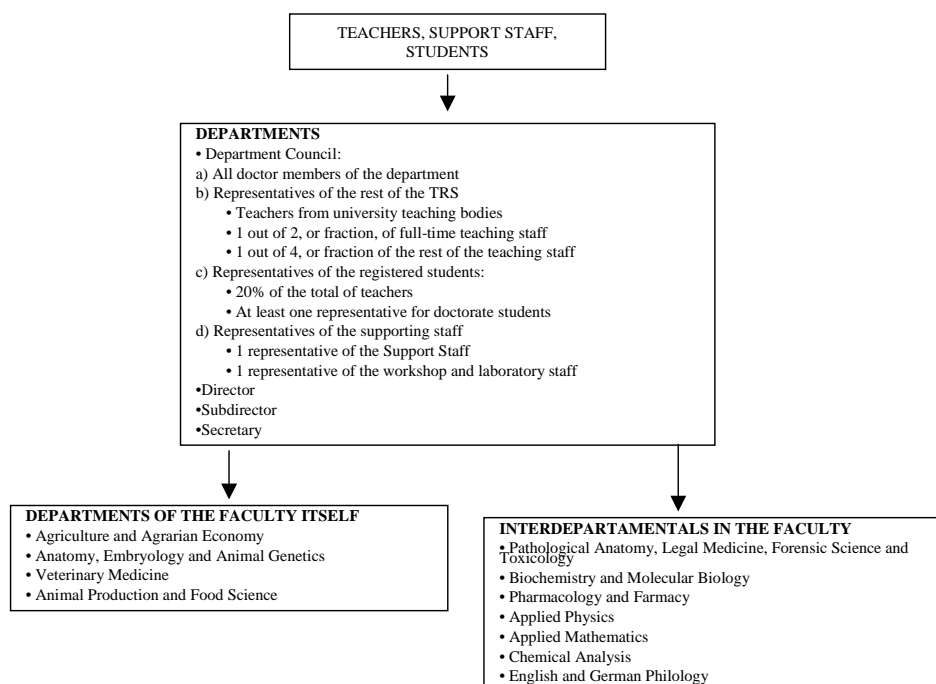 TEACHERS, SUPPORT STAFF,
STUDENTS
DEPARTMENTS
• Department Council:
a) All doctor members of the department
b) Representatives of the rest of the TRS
• Teachers from university teaching bodies
• 1 out of 2, or fraction, of full-time teaching staff
• 1 out of 4, or fraction of the rest of the teaching staff
c) Representatives of the registered students:
• 20% of the total of teachers
• At least one representative for doctorate students
d) Representatives of the supporting staff
• 1 representative of the Support Staff
• 1 representative of the workshop and laboratory staff
•Director
•Subdirector
•Secretary
DEPARTMENTS OF THE FACULTY ITSELF
• Agriculture and Agrarian Economy
• Anatomy, Embryology and Animal Genetics
• Veterinary Medicine
• Animal Production and Food Science
INTERDEPARTAMENTALS IN THE FACULTY
• Pathological Anatomy, Legal Medicine, Forensic Science and
Toxicology
• Biochemistry and Molecular Biology
• Pharmacology and Farmacy
• Applied Physics
• Applied Mathematics
• Chemical Analysis
• English and German Philology